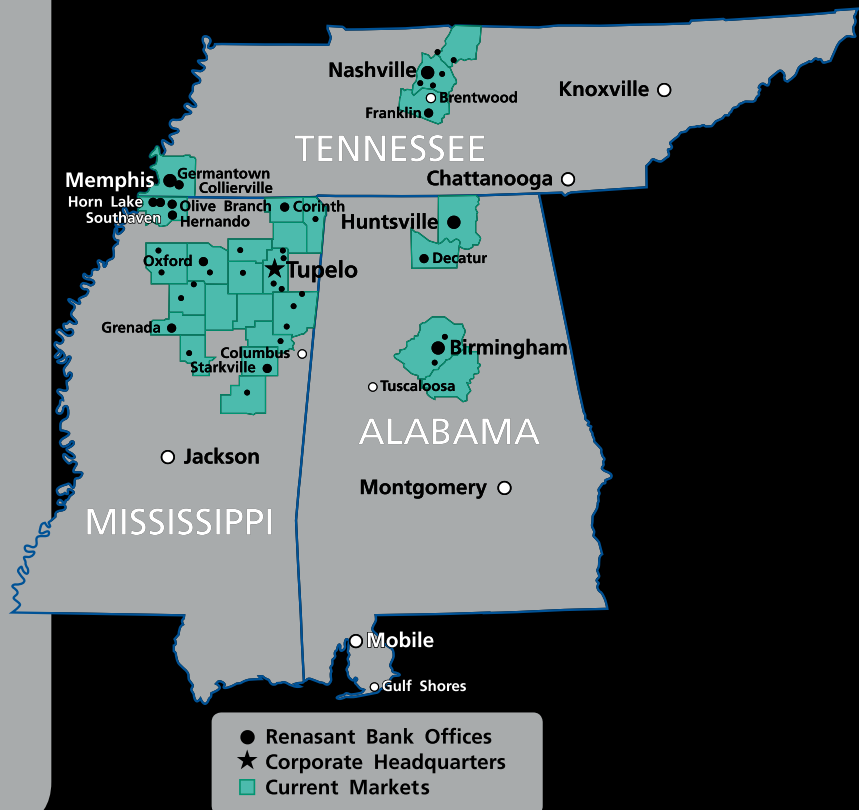 Nashville
Knoxville
Brentwood
Franklin
TENNESSEE
Memphis
Germantown
Chattanooga
Collierville
Horn Lake
Olive Branch
Corinth
Southaven
Hernando
Huntsville
Oxford
Decatur
Tupelo
Grenada
Columbus
Birmingham
Starkville
Tuscaloosa
ALABAMA
Jackson
Montgomery
MISSISSIPPI
Mobile
Gulf Shores
Renasant Bank Offices
Corporate Headquarters
Current Markets